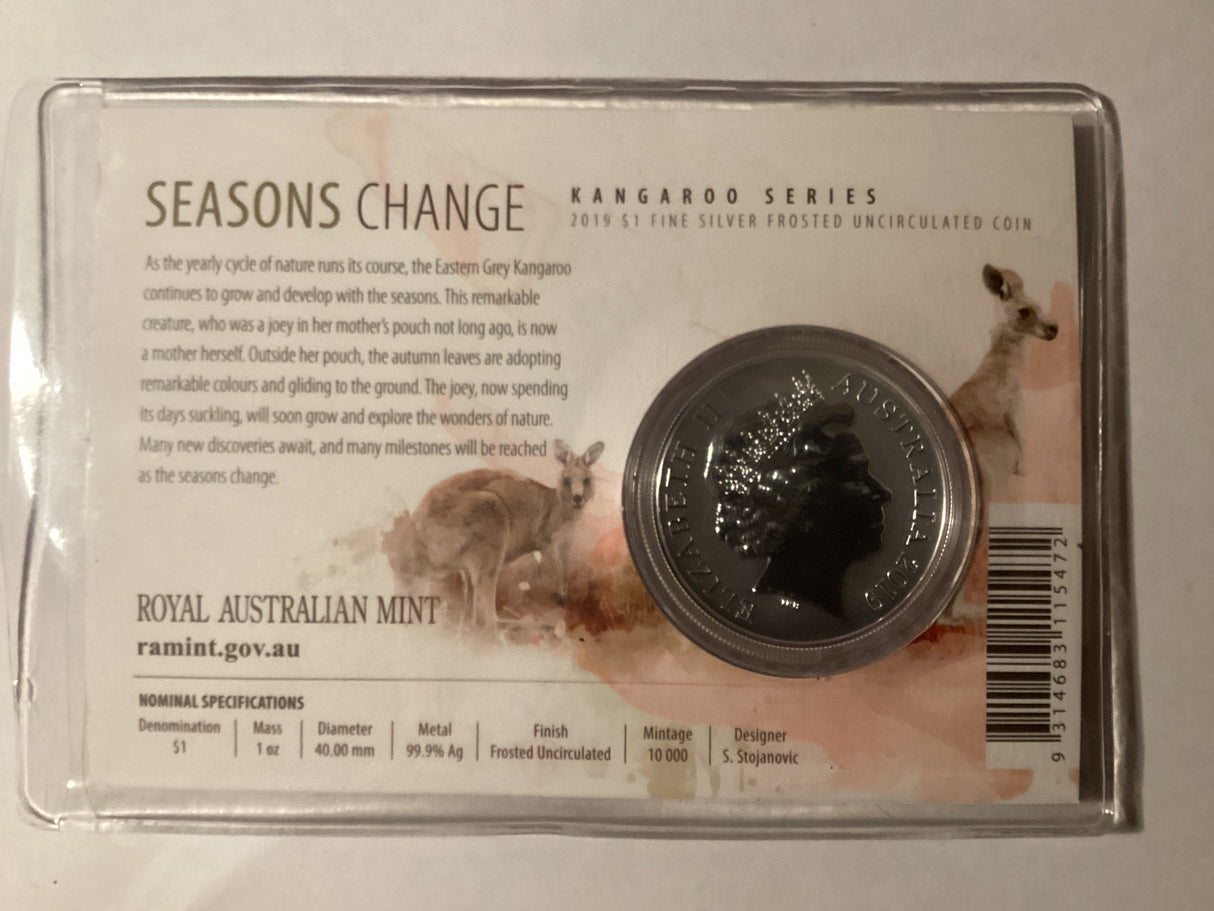 SEASONS CHANGE
KANGAROO SERIES
2019 $1 FINE SILVER FROSTED UNCIRCULATED COIN
As the yearly cycle of nature runs its course, the Eastern Grey Kangaroo
continues to grow and develop with the seasons. This remarkable
creature, who was a joey in her mother's pouch not long ago, is now
a mother herself. Outside her pouch, the autumn leaves are adopting
remarkable colours and gliding to the ground. The joey, now spending
its days suckling, will soon grow and explore the wonders of nature.
Many new discoveries await, and many milestones will be reached
as the seasons change.
ELIZABETH II AUSTRALIA 2019
ROYAL AUSTRALIAN MINT
ramint.gov.au
NOMINAL SPECIFICATIONS
Denomination Mass Diameter Metal Finish Mintage Designer
$1 1 oz 40.00 mm 99.9% Ag Frosted Uncirculated 10 000 S. Stojanovic
9 314683 115472